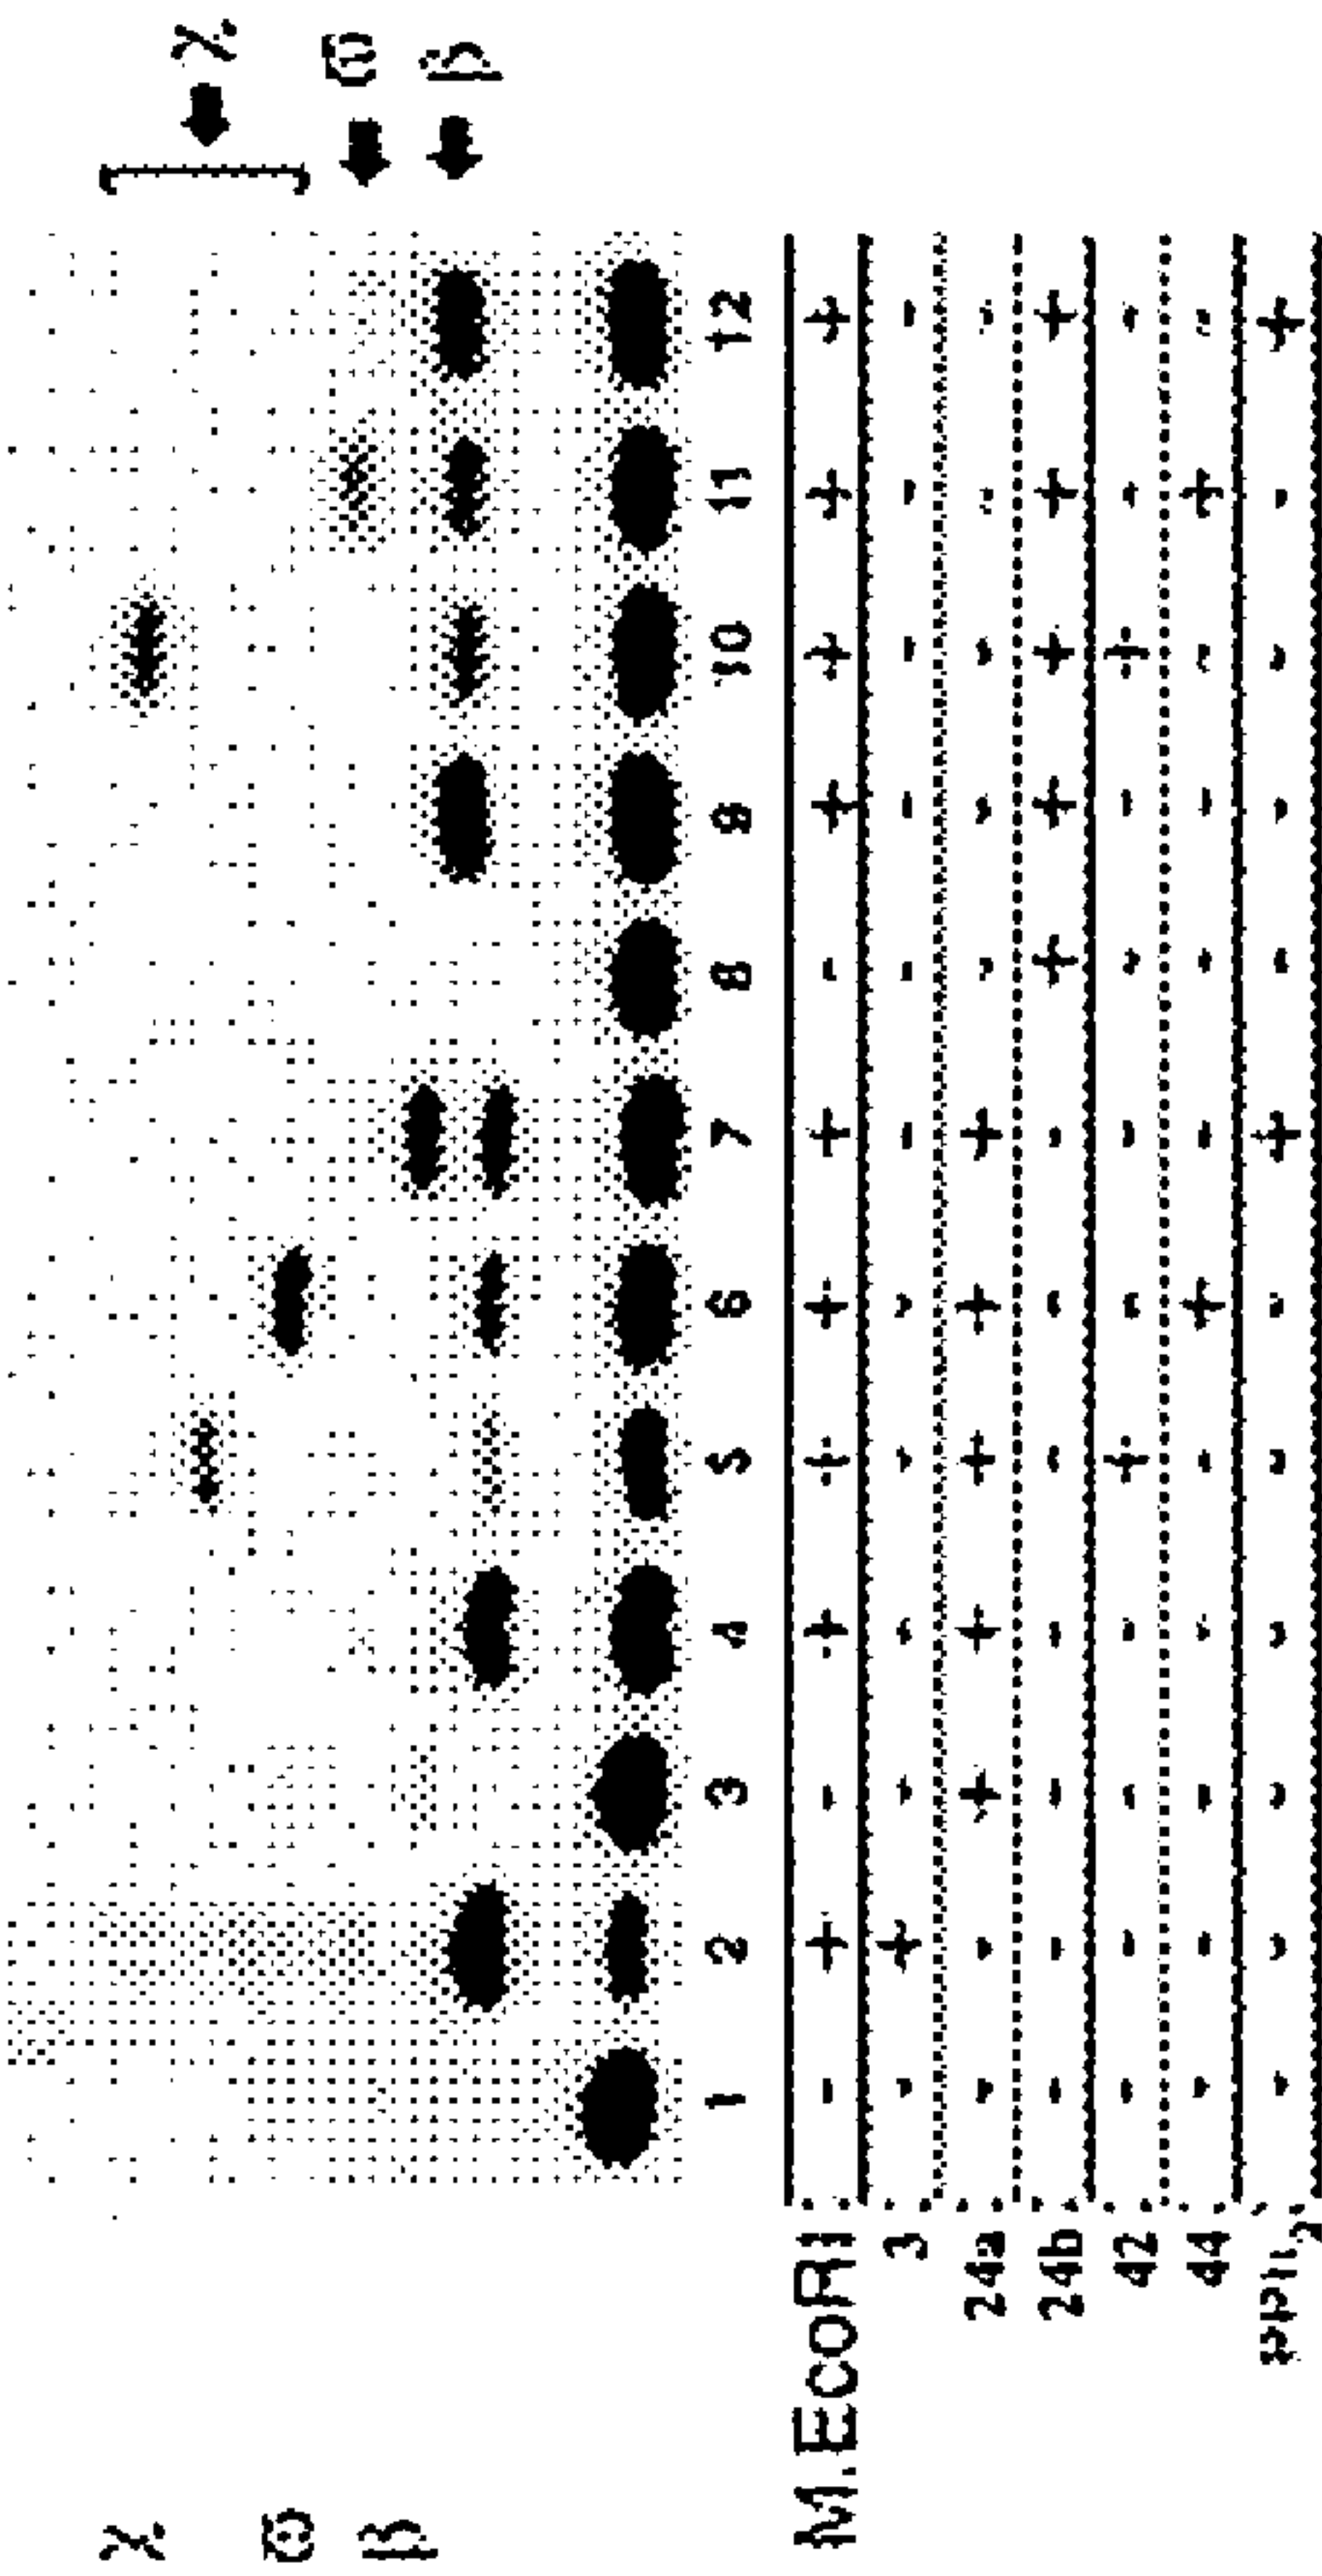 χ
ω
β
1 2 3 4 5 6 7 8 9 10 11 12
M.EcoRI : - + - + + + + - + + + +
3 : - + - - - - - - - - - -
24a : - - + + + + + - - - - -
24b : - - - - - - - + + + + +
42 : - - - - + - - - - + - -
44 : - - - - - + - - - - + -
- - - - - - + - - - - +
χ
ω
β